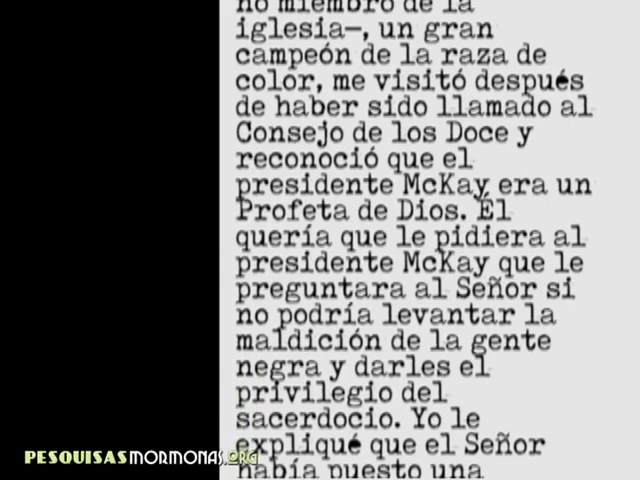 no miembro de la
iglesia—, un gran
campeón de la raza de
color, me visitó después
de haber sido llamado al
Consejo de los Doce y
reconoció que el
presidente McKay era un
Profeta de Dios. Él
quería que le pidiera al
presidente McKay que le
preguntara al Señor si
no podría levantar la
maldición de la gente
negra y darles el
privilegio del
sacerdocio. Yo le
expliqué que el Señor
había puesto una
PESQUISASMORMONAS.ORG